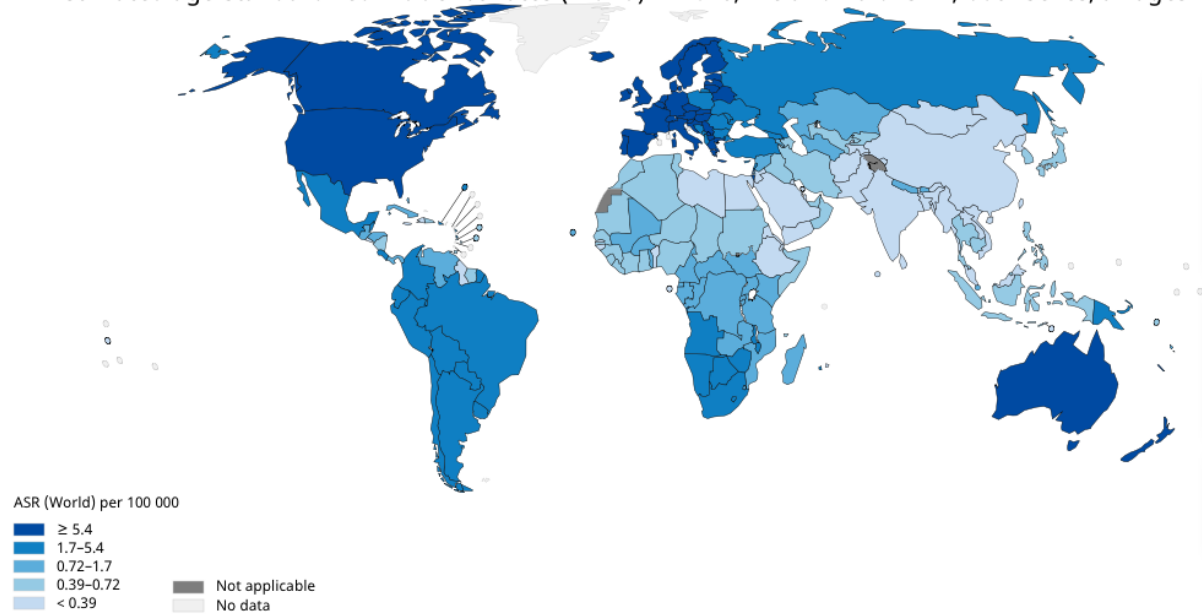 ASR (World) per 100 000
≥ 5.4
1.7–5.4
0.72–1.7
0.39–0.72
< 0.39
Not applicable
No data